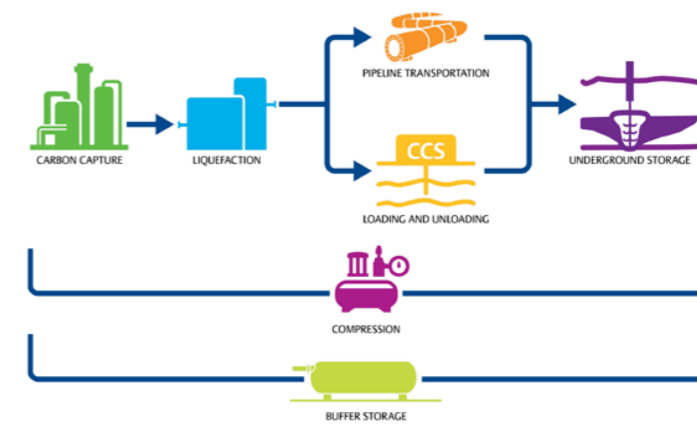 PIPELINE TRANSPORTATION
CARBON CAPTURE
LIQUEFACTION
CCS
UNDERGROUND STORAGE
LOADING AND UNLOADING
COMPRESSION
BUFFER STORAGE